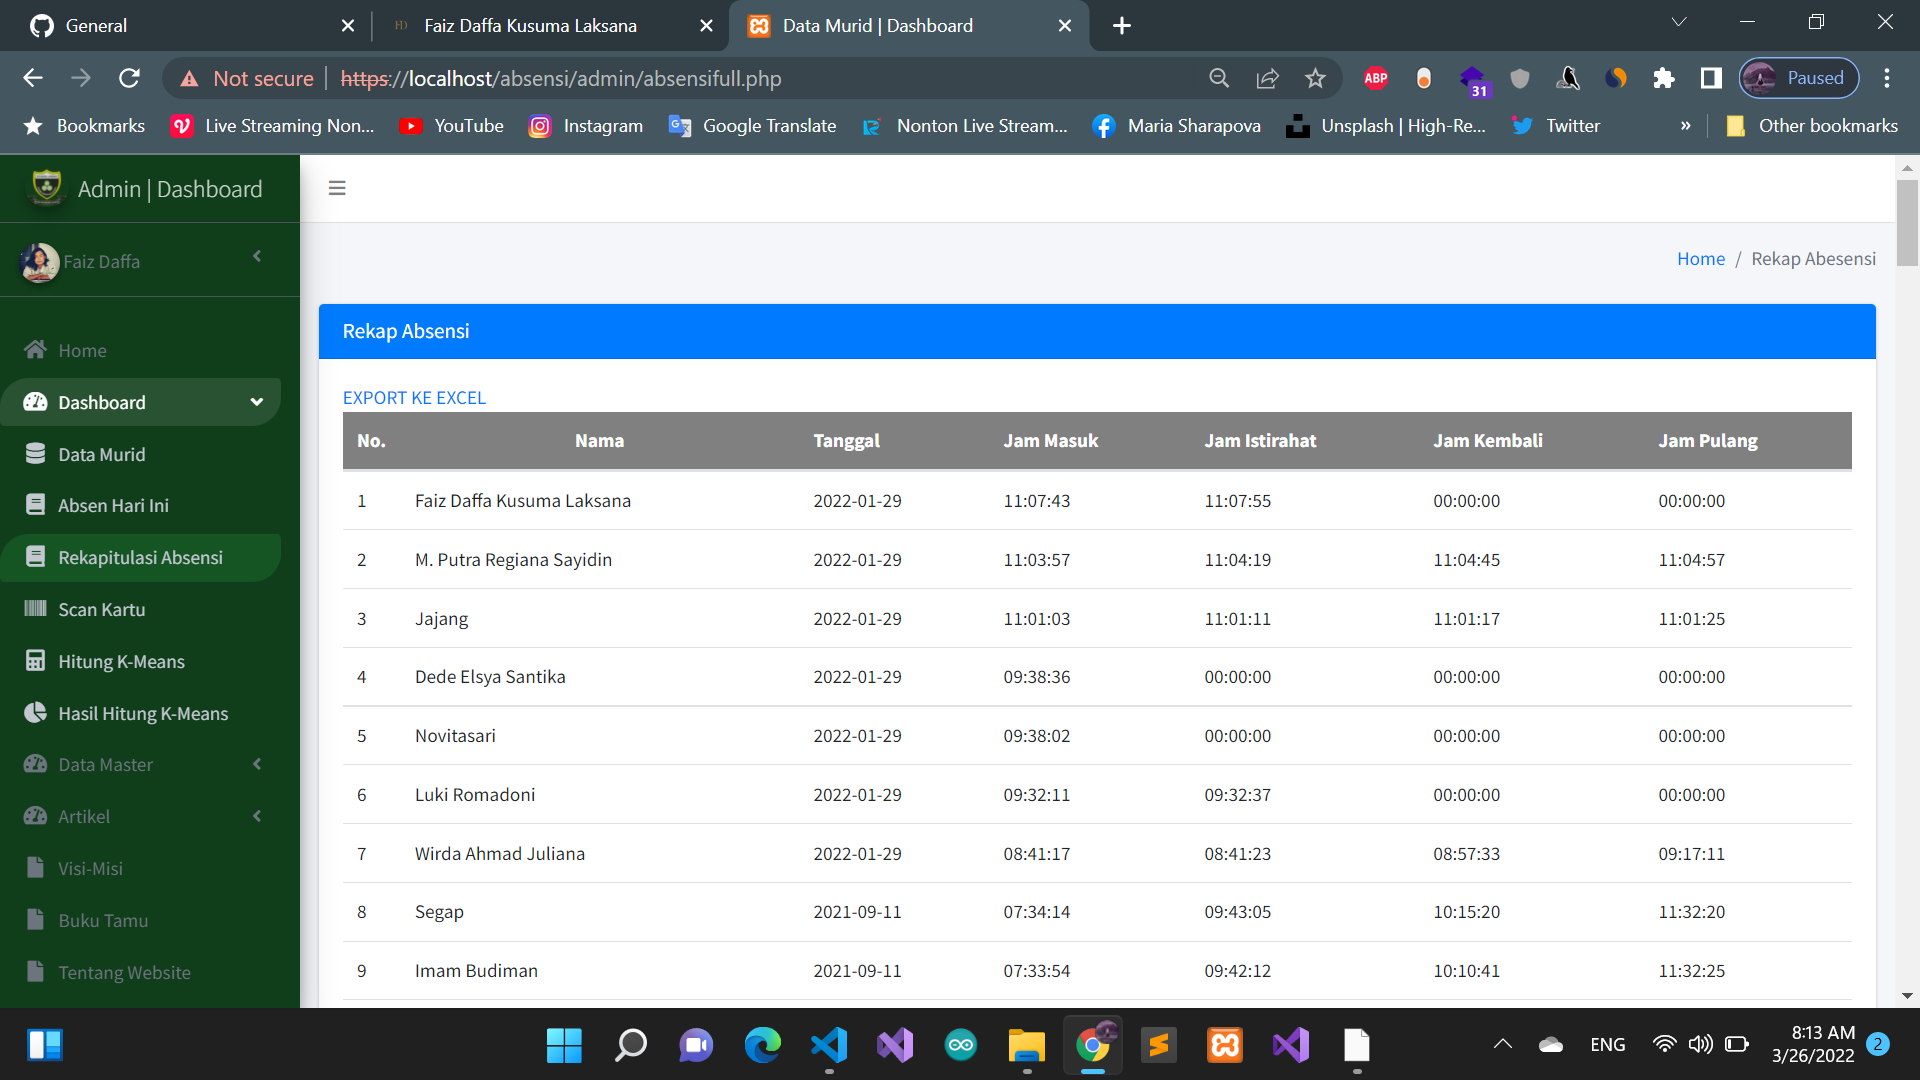 General
Faiz Daffa Kusuma Laksana
Data Murid | Dashboard
Not secure
https://localhost/absensi/admin/absensifull.php
ABP
31
Paused
Bookmarks
Live Streaming Non...
YouTube
Instagram
Google Translate
Nonton Live Stream...
Maria Sharapova
Unsplash | High-Re...
Twitter
»
Other bookmarks
Admin | Dashboard
Faiz Daffa
Home
Dashboard
Data Murid
Absen Hari Ini
Rekapitulasi Absensi
Scan Kartu
Hitung K-Means
Hasil Hitung K-Means
Data Master
Artikel
Visi-Misi
Buku Tamu
Tentang Website
Home / Rekap Abesensi
Rekap Absensi
EXPORT KE EXCEL
No. Nama Tanggal Jam Masuk Jam Istirahat Jam Kembali Jam Pulang
1 Faiz Daffa Kusuma Laksana 2022-01-29 11:07:43 11:07:55 00:00:00 00:00:00
2 M. Putra Regiana Sayidin 2022-01-29 11:03:57 11:04:19 11:04:45 11:04:57
3 Jajang 2022-01-29 11:01:03 11:01:11 11:01:17 11:01:25
4 Dede Elsya Santika 2022-01-29 09:38:36 00:00:00 00:00:00 00:00:00
5 Novitasari 2022-01-29 09:38:02 00:00:00 00:00:00 00:00:00
6 Luki Romadoni 2022-01-29 09:32:11 09:32:37 00:00:00 00:00:00
7 Wirda Ahmad Juliana 2022-01-29 08:41:17 08:41:23 08:57:33 09:17:11
8 Segap 2021-09-11 07:34:14 09:43:05 10:15:20 11:32:20
9 Imam Budiman 2021-09-11 07:33:54 09:42:12 10:10:41 11:32:25
ENG
8:13 AM
3/26/2022
2